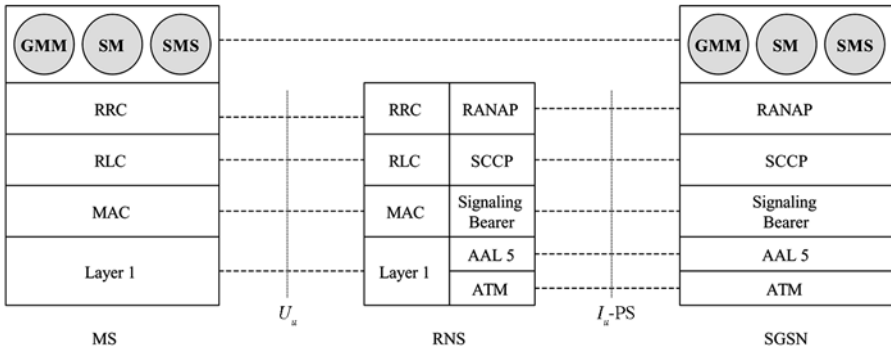 GMM SM SMS GMM SM SMS
RRC RRC RANAP RANAP
RLC RLC SCCP SCCP
MAC MAC Signaling Bearer Signaling Bearer
Layer 1 Layer 1 AAL 5 AAL 5
ATM ATM
Uu Iu-PS
MS RNS SGSN